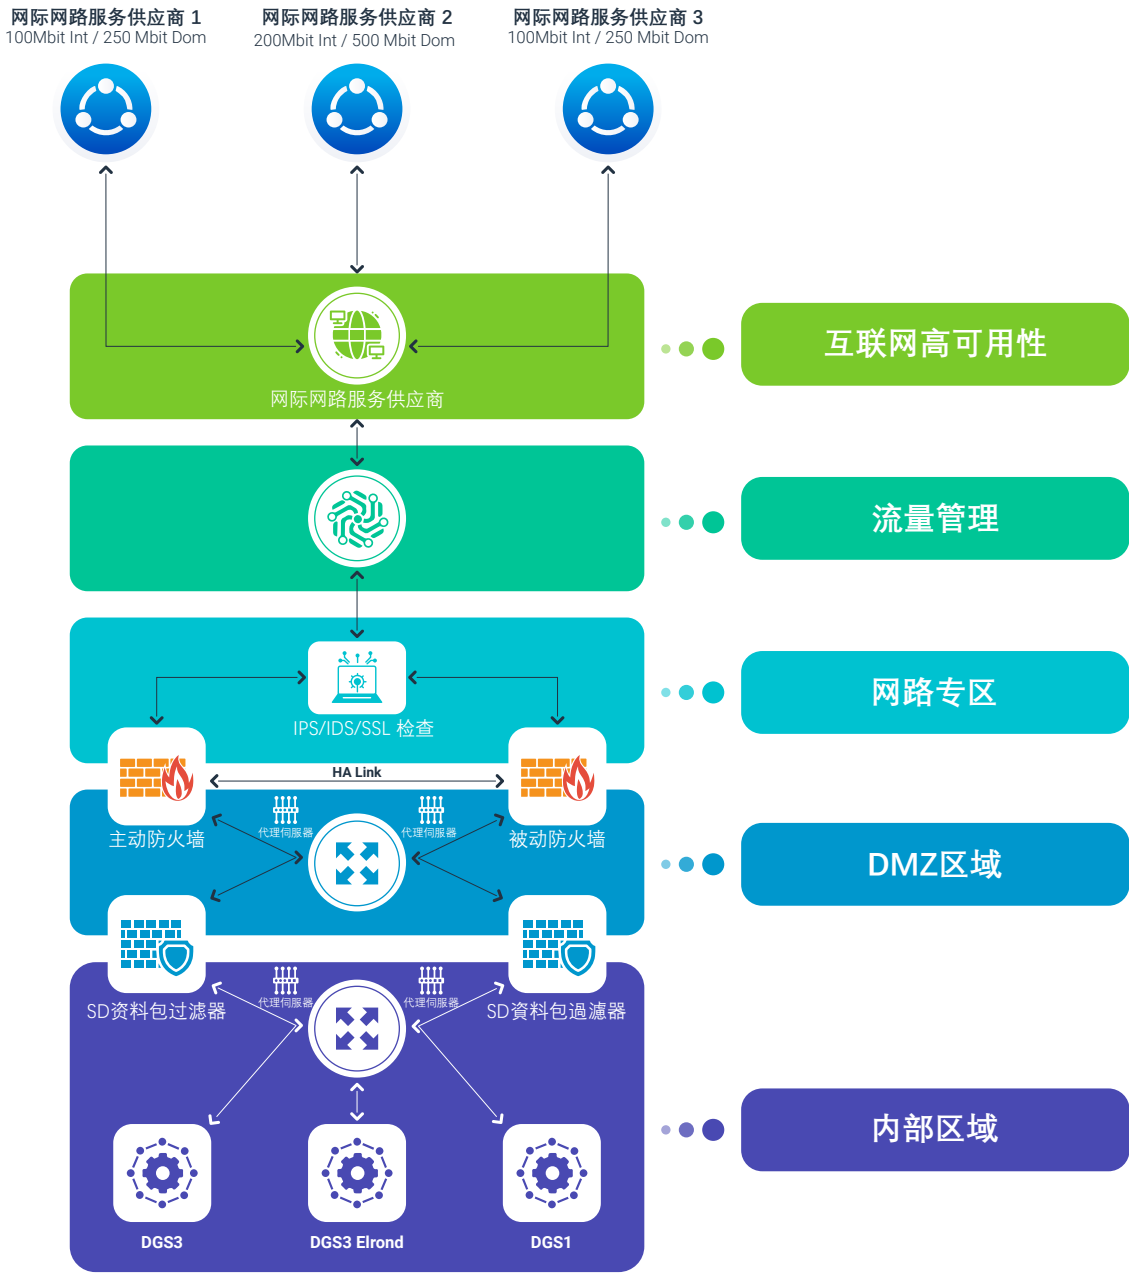 网际网路服务供应商 1
100Mbit Int / 250 Mbit Dom
网际网路服务供应商 2
200Mbit Int / 500 Mbit Dom
网际网路服务供应商 3
100Mbit Int / 250 Mbit Dom
网际网路服务供应商
互联网高可用性
流量管理
IPS/IDS/SSL 检查
网路专区
HA Link
主动防火墙
代理伺服器
代理伺服器
被动防火墙
DMZ区域
SD资料包过滤器
代理伺服器
代理伺服器
SD資料包過濾器
内部区域
DGS3
DGS3 Elrond
DGS1